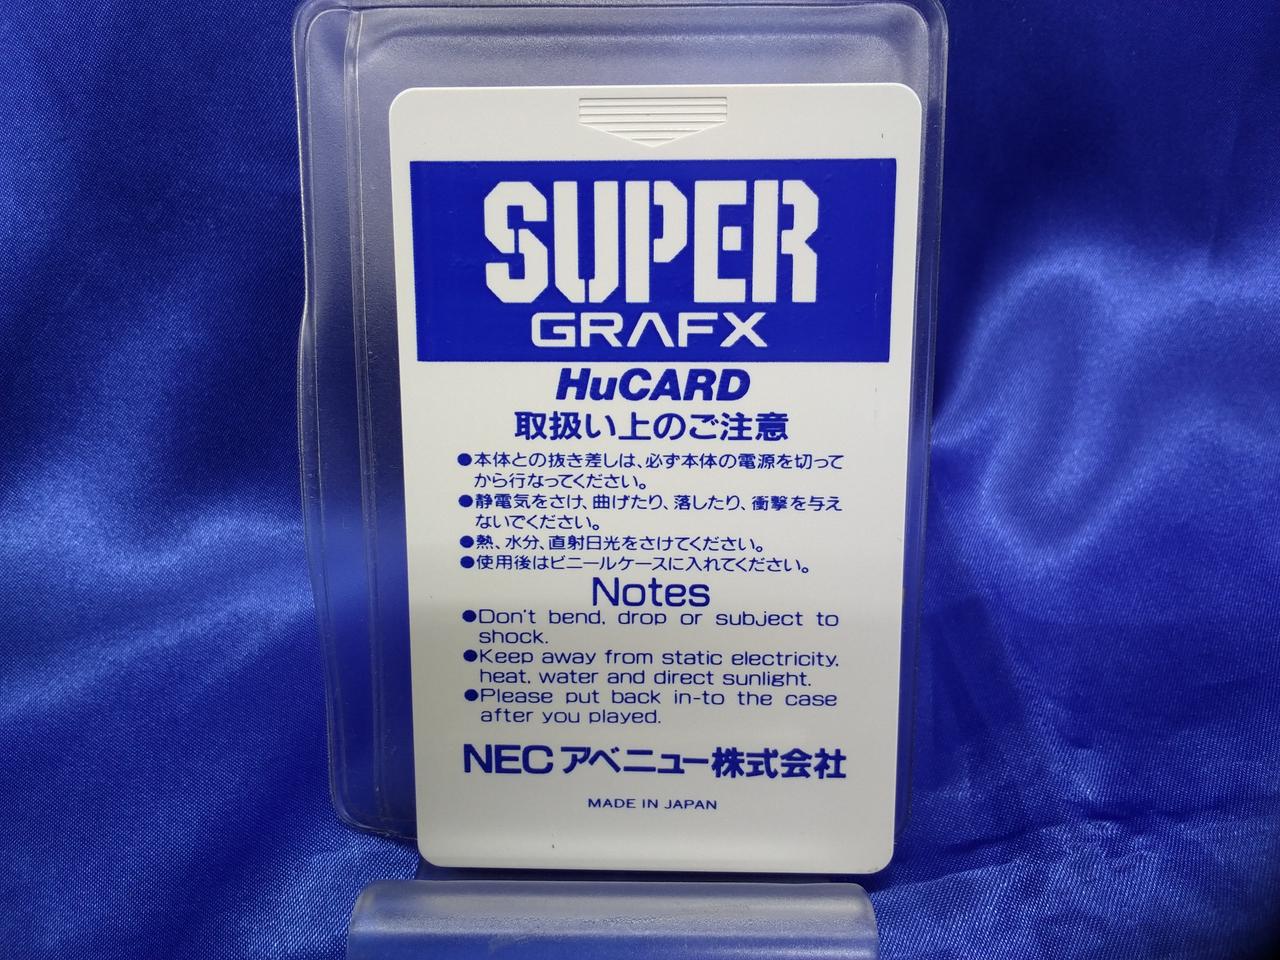 SUPER
GRAFX
HuCARD
取扱い上のご注意
●本体との抜き差しは、必ず本体の電源を切って
から行なってください。
●静電気をさけ、曲げたり、落したり、衝撃を与え
ないでください。
●熱、水分、直射日光をさけてください。
●使用後はビニールケースに入れてください。
Notes
●Don't bend, drop or subject to
shock.
●Keep away from static electricity,
heat, water and direct sunlight.
●Please put back in-to the case
after you played.
NECアベニュー株式会社
MADE IN JAPAN